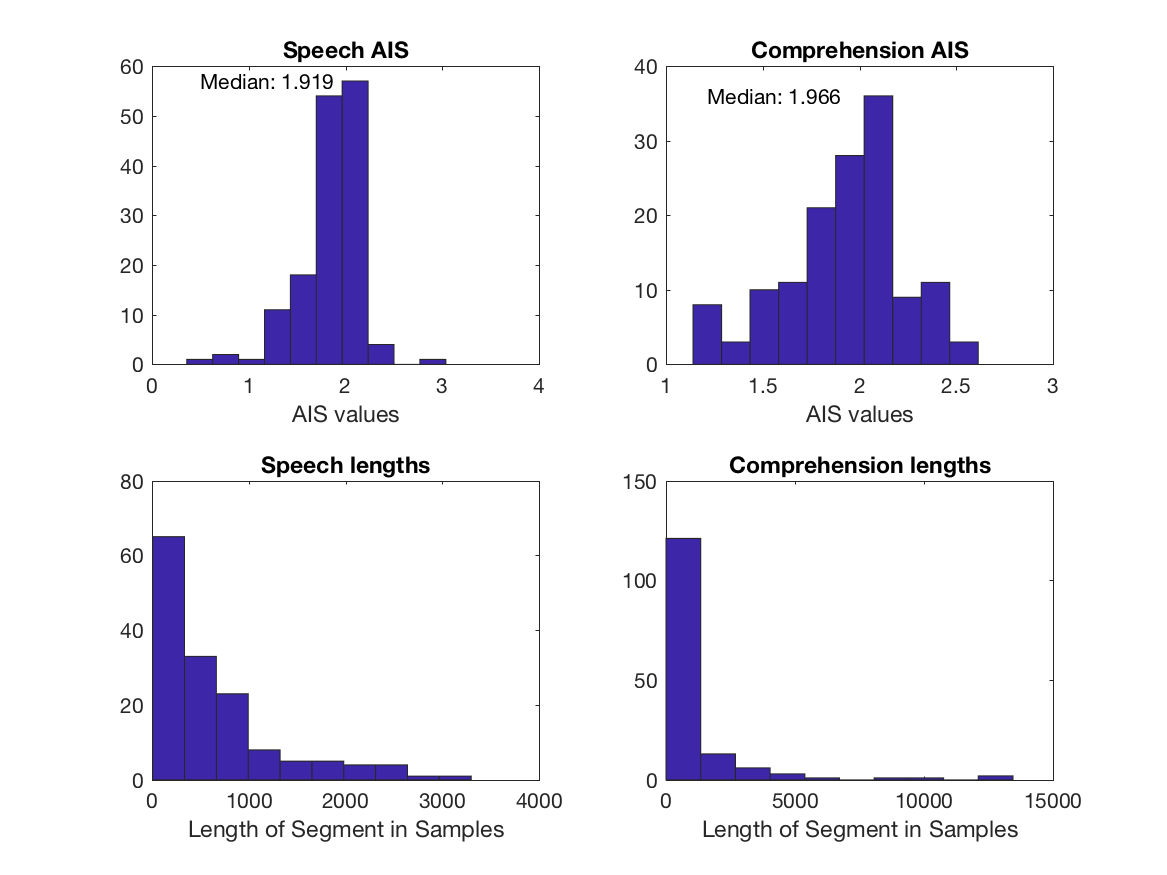 Speech AIS
Median: 1.919
60
50
40
30
20
10
0
0 1 2 3 4
AIS values
Comprehension AIS
Median: 1.966
40
30
20
10
0
1 1.5 2 2.5 3
AIS values
Speech lengths
80
60
40
20
0
0 1000 2000 3000 4000
Length of Segment in Samples
Comprehension lengths
150
100
50
0
0 5000 10000 15000
Length of Segment in Samples